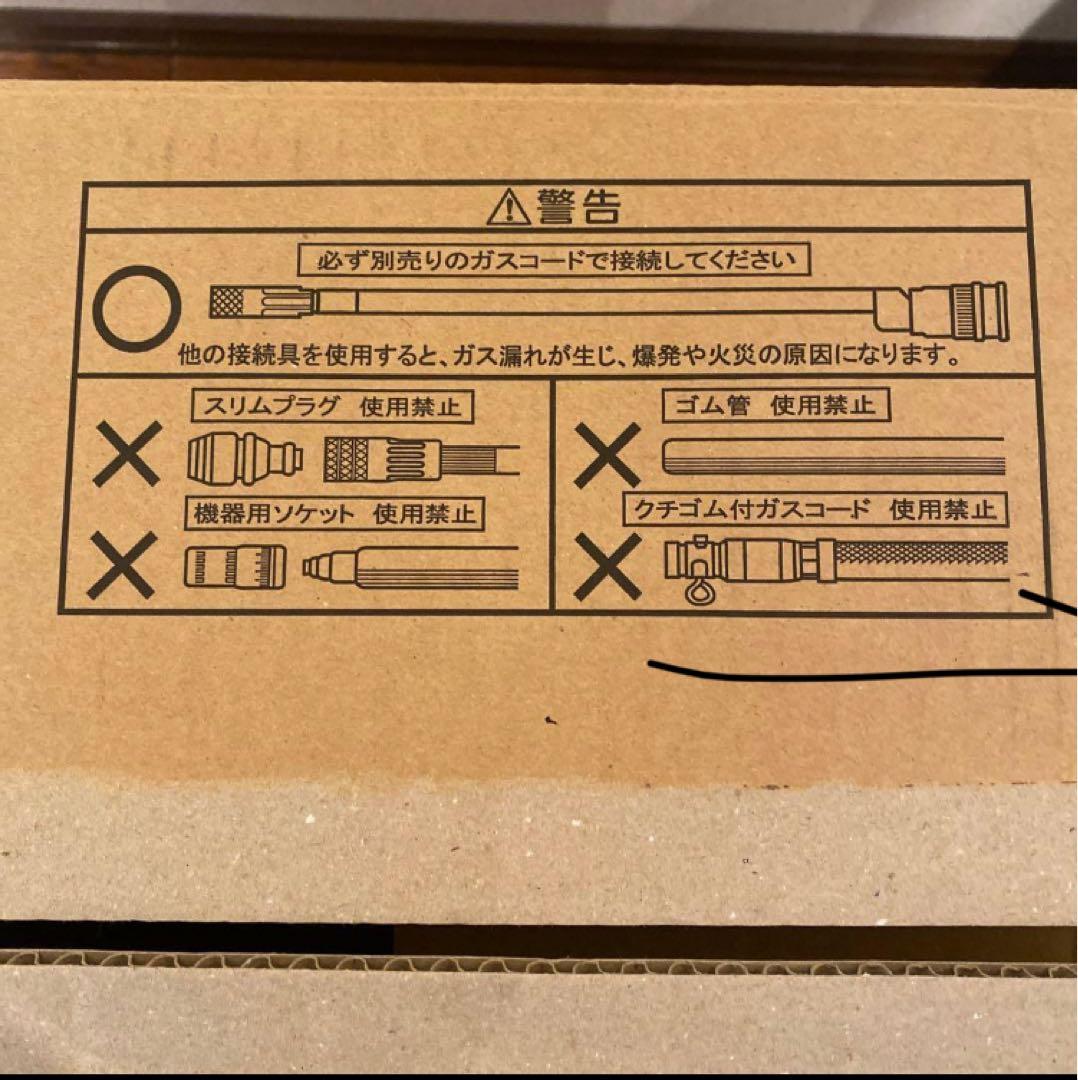 警告
必ず別売りのガスコードで接続してください
他の接続具を使用すると、ガス漏れが生じ、爆発や火災の原因になります。
スリムプラグ 使用禁止
機器用ソケット 使用禁止
ゴム管 使用禁止
クチゴム付ガスコード 使用禁止